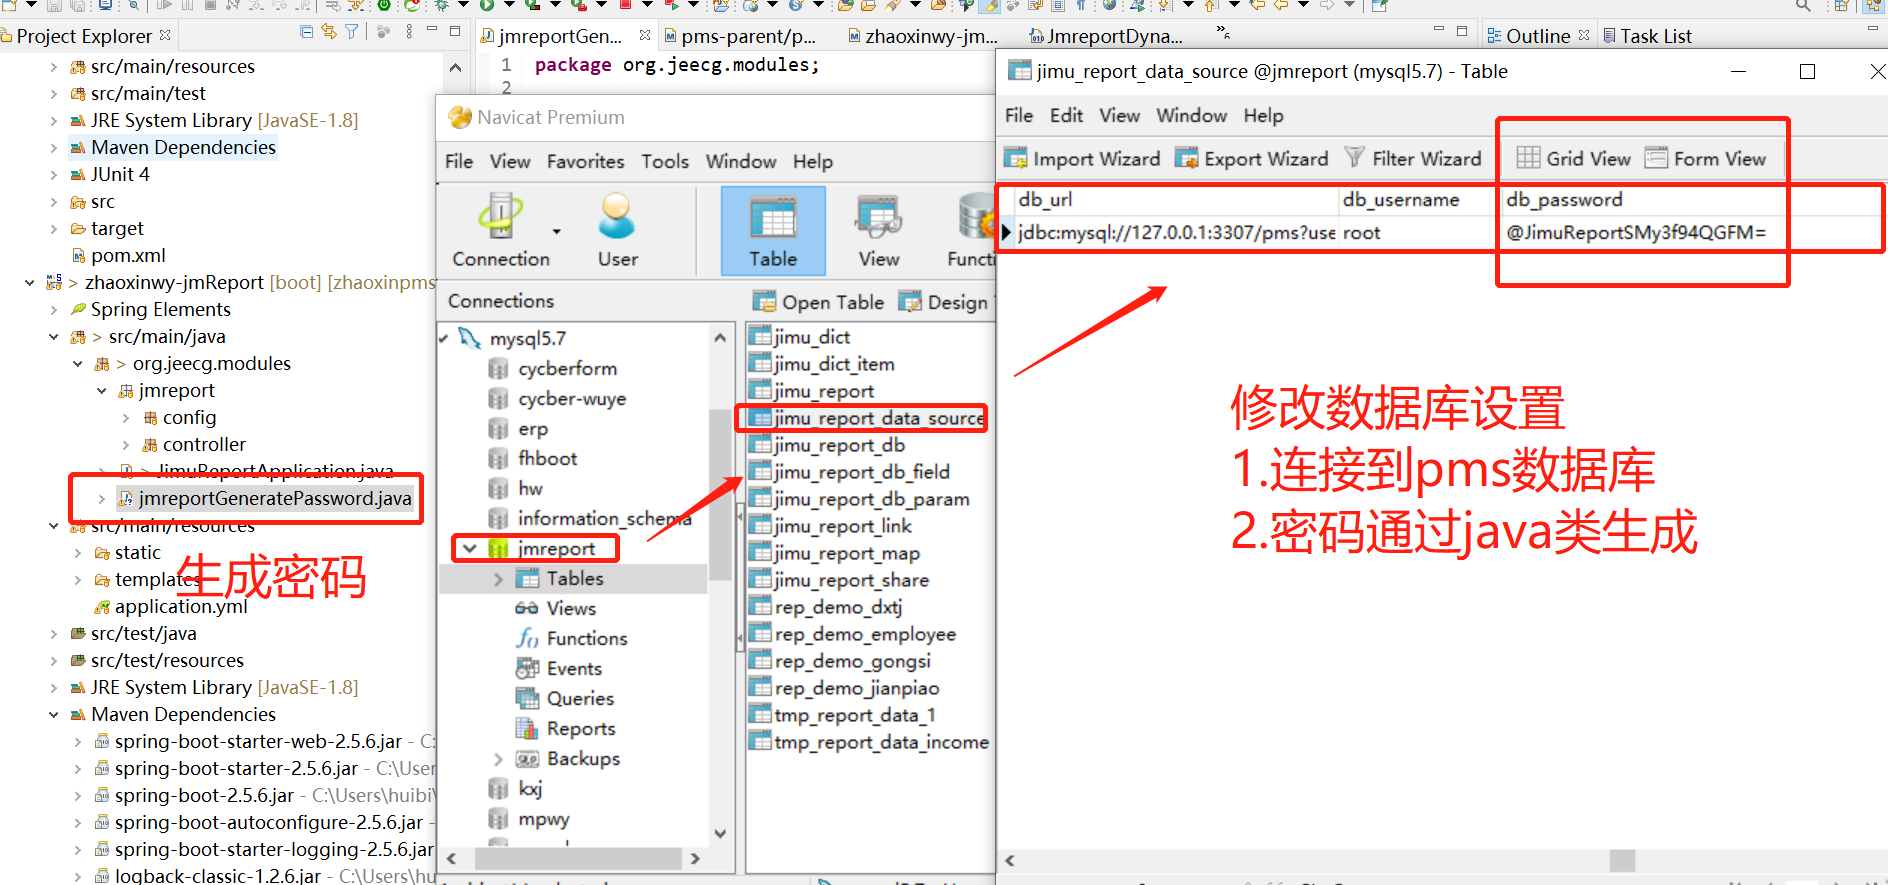 Project Explorer
jmreportGen...
pms-parent/p...
zhaoxinwy-jm...
JmreportDyna...
»6
Outline
Task List
src/main/resources
src/main/test
JRE System Library [JavaSE-1.8]
Maven Dependencies
JUnit 4
src
target
pom.xml
> zhaoxinwy-jmReport [boot] [zhaoxinpms
Spring Elements
> src/main/java
> org.jeecg.modules
jmreport
config
controller
> JimuReportApplication.java
jmreportGeneratePassword.java
src/main/resources
static
templates
生成密码
application.yml
src/test/java
src/test/resources
JRE System Library [JavaSE-1.8]
Maven Dependencies
spring-boot-starter-web-2.5.6.jar - C:
spring-boot-starter-2.5.6.jar - C:\User
spring-boot-2.5.6.jar - C:\Users\huibi\
spring-boot-autoconfigure-2.5.6.jar -
spring-boot-starter-logging-2.5.6.jar
logback-classic-1.2.6.jar - C:\Users\hu
1 package org.jeecg.modules;
2
Navicat Premium
File View Favorites Tools Window Help
Connection
User
Table
View
Functi
Connections
Open Table
Design T
mysql5.7
cycberform
cycber-wuye
erp
fhboot
hw
information_schema
jmreport
Tables
Views
Functions
Events
Queries
Reports
Backups
kxj
mpwy
jimu_dict
jimu_dict_item
jimu_report
jimu_report_data_source
jimu_report_db
jimu_report_db_field
jimu_report_db_param
jimu_report_link
jimu_report_map
jimu_report_share
rep_demo_dxtj
rep_demo_employee
rep_demo_gongsi
rep_demo_jianpiao
tmp_report_data_1
tmp_report_data_income
jimu_report_data_source @jmreport (mysql5.7) - Table
File Edit View Window Help
Import Wizard Export Wizard Filter Wizard Grid View Form View
db_url db_username db_password
jdbc:mysql://127.0.0.1:3307/pms?use root @JimuReportSMy3f94QGFM=
修改数据库设置
1.连接到pms数据库
2.密码通过java类生成